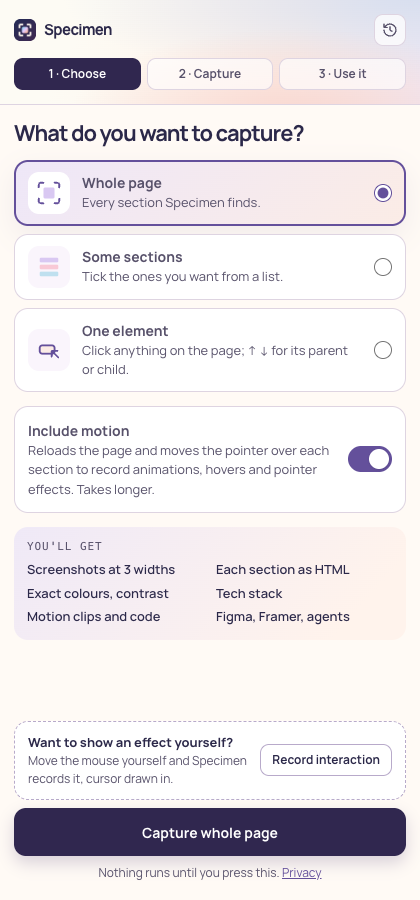 Specimen
1 · Choose
2 · Capture
3 · Use it
What do you want to capture?
Whole page
Every section Specimen finds.
Some sections
Tick the ones you want from a list.
One element
Click anything on the page; ↑ ↓ for its parent
or child.
Include motion
Reloads the page and moves the pointer over each
section to record animations, hovers and pointer
effects. Takes longer.
YOU'LL GET
Screenshots at 3 widths
Each section as HTML
Exact colours, contrast
Tech stack
Motion clips and code
Figma, Framer, agents
Want to show an effect yourself?
Move the mouse yourself and Specimen
records it, cursor drawn in.
Record interaction
Capture whole page
Nothing runs until you press this. Privacy